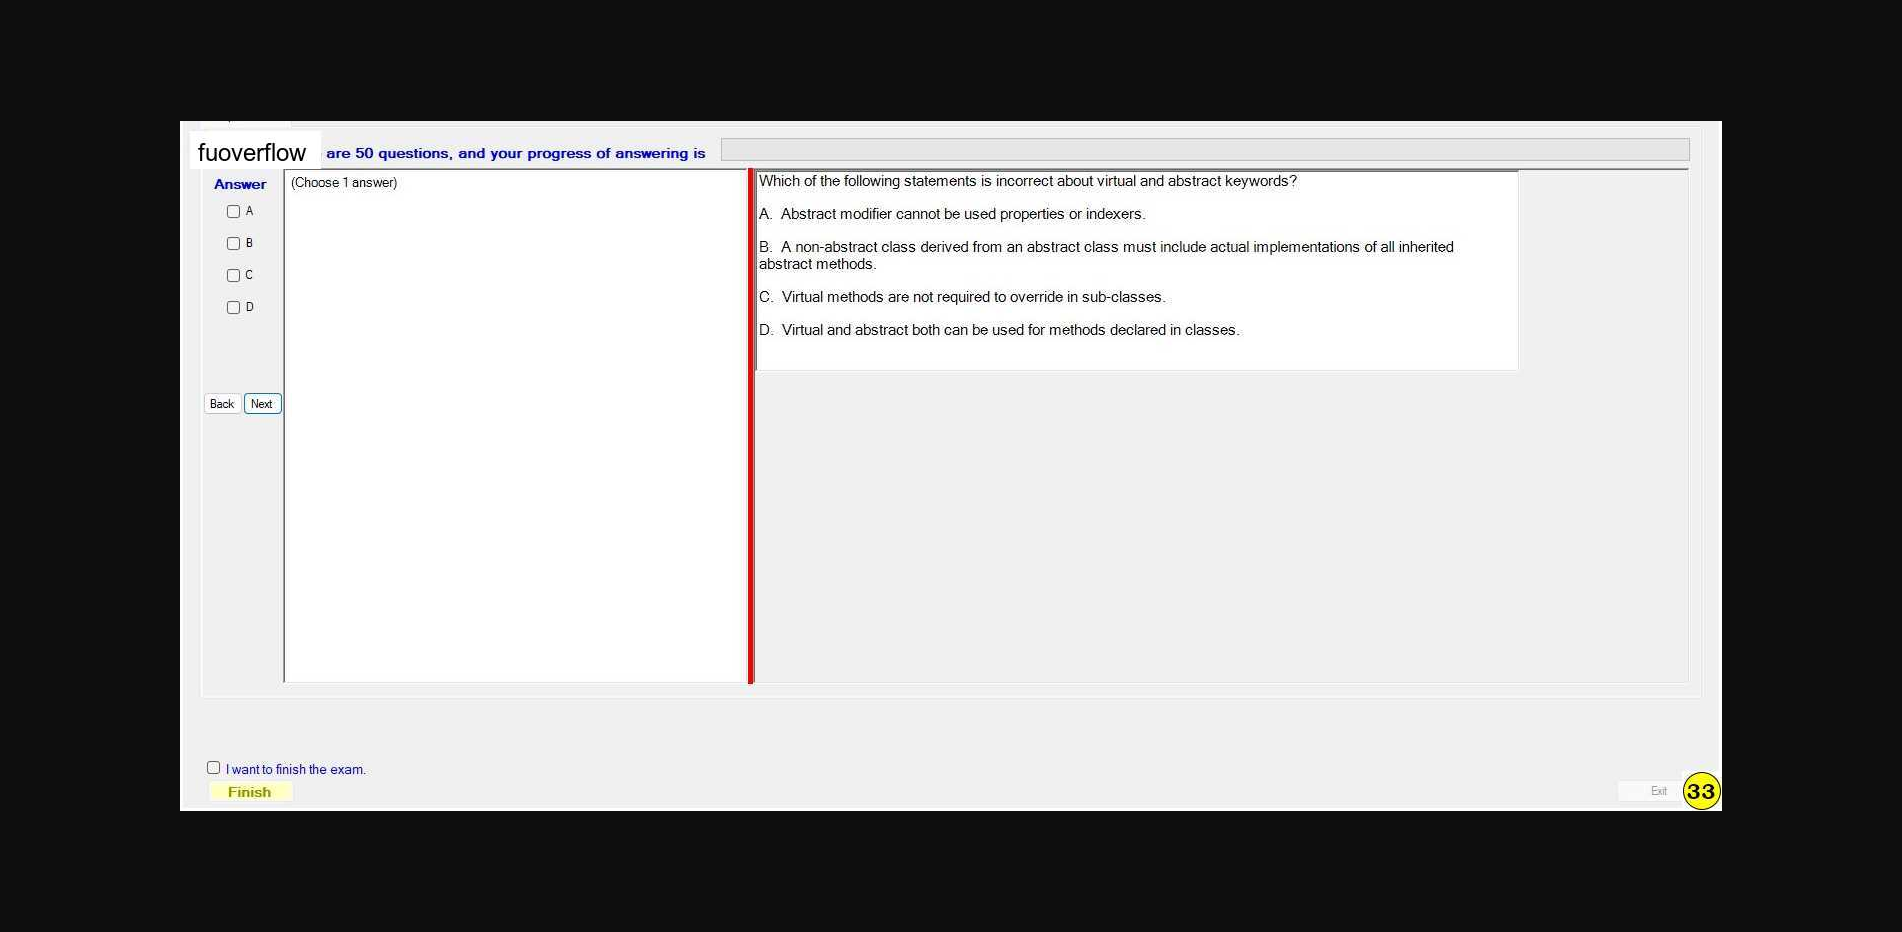 fuoverflow are 50 questions, and your progress of answering is
Answer
A
B
C
D
Back Next
(Choose 1 answer)
Which of the following statements is incorrect about virtual and abstract keywords?
A. Abstract modifier cannot be used properties or indexers.
B. A non-abstract class derived from an abstract class must include actual implementations of all inherited
abstract methods.
C. Virtual methods are not required to override in sub-classes.
D. Virtual and abstract both can be used for methods declared in classes.
I want to finish the exam.
Finish
Exit
33